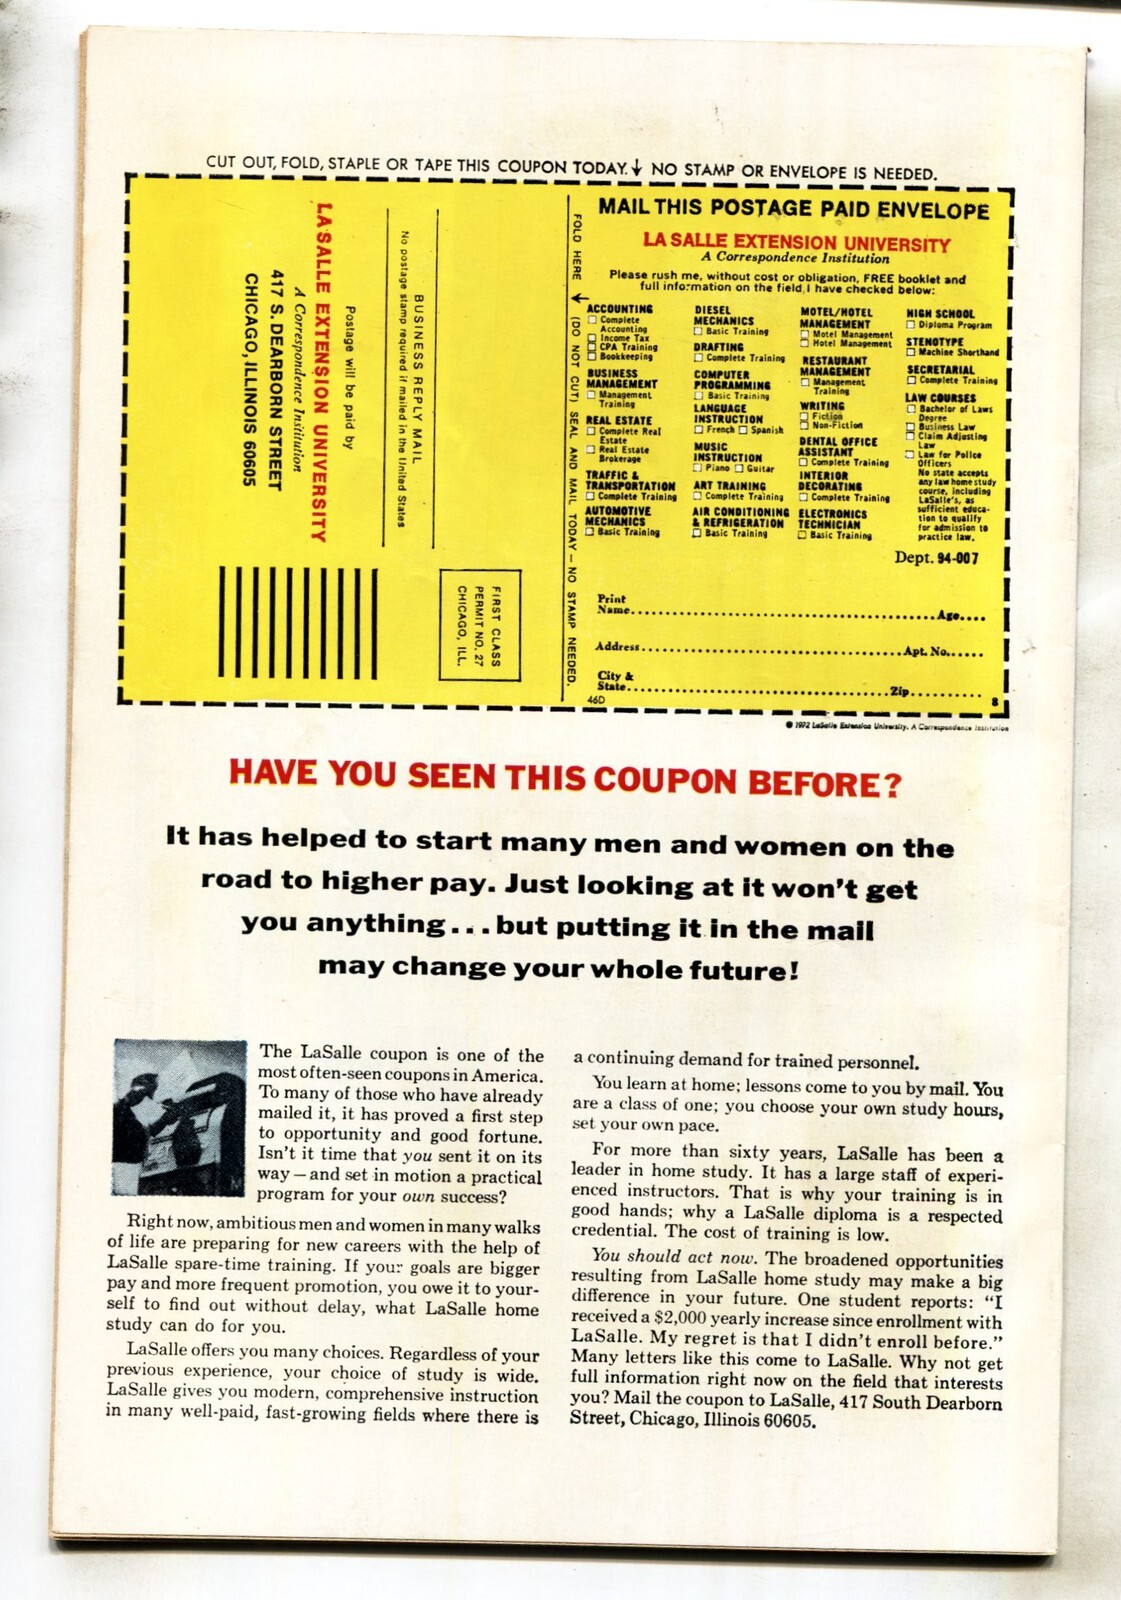 CUT OUT, FOLD, STAPLE OR TAPE THIS COUPON TODAY. ↓ NO STAMP OR ENVELOPE IS NEEDED.
LA SALLE EXTENSION UNIVERSITY
A Correspondence Institution
417 S. DEARBORN STREET
CHICAGO, ILLINOIS 60605
Postage will be paid by
No postage stamp required if mailed in the United States
BUSINESS REPLY MAIL
FIRST CLASS
PERMIT NO. 27
CHICAGO, ILL.
FOLD HERE ↓ (DO NOT CUT) SEAL AND MAIL TODAY — NO STAMP NEEDED.
MAIL THIS POSTAGE PAID ENVELOPE
LA SALLE EXTENSION UNIVERSITY
A Correspondence Institution
Please rush me, without cost or obligation, FREE booklet and
full information on the field I have checked below:
ACCOUNTING
☐ Complete
Accounting
☐ Income Tax
☐ CPA Training
☐ Bookkeeping
BUSINESS
MANAGEMENT
☐ Management
Training
REAL ESTATE
☐ Complete Real
Estate
☐ Real Estate
Brokerage
TRAFFIC &
TRANSPORTATION
☐ Complete Training
AUTOMOTIVE
MECHANICS
☐ Basic Training
DIESEL
MECHANICS
☐ Basic Training
DRAFTING
☐ Complete Training
COMPUTER
PROGRAMMING
☐ Basic Training
LANGUAGE
INSTRUCTION
☐ French ☐ Spanish
MUSIC
INSTRUCTION
☐ Piano ☐ Guitar
ART TRAINING
☐ Complete Training
AIR CONDITIONING
& REFRIGERATION
☐ Basic Training
MOTEL/HOTEL
MANAGEMENT
☐ Motel Management
☐ Hotel Management
RESTAURANT
MANAGEMENT
☐ Management
Training
WRITING
☐ Fiction
☐ Non-Fiction
DENTAL OFFICE
ASSISTANT
☐ Complete Training
INTERIOR
DECORATING
☐ Complete Training
ELECTRONICS
TECHNICIAN
☐ Basic Training
HIGH SCHOOL
☐ Diploma Program
STENOTYPE
☐ Machine Shorthand
SECRETARIAL
☐ Complete Training
LAW COURSES
☐ Bachelor of Laws
Degree
☐ Business Law
☐ Claim Adjusting
Law
☐ Law for Police
Officers
No state accepts
any law home study
course, including
LaSalle's, as
sufficient educa-
tion to qualify
for admission to
practice law.
Dept. 94-007
Print
Name..........Age....
Address..........Apt. No......
City &
State..........Zip..........
46D 8
© 1972 LaSalle Extension University. A Correspondence Institution
HAVE YOU SEEN THIS COUPON BEFORE?
It has helped to start many men and women on the
road to higher pay. Just looking at it won't get
you anything...but putting it in the mail
may change your whole future!
The LaSalle coupon is one of the
most often-seen coupons in America.
To many of those who have already
mailed it, it has proved a first step
to opportunity and good fortune.
Isn't it time that you sent it on its
way—and set in motion a practical
program for your own success?
Right now, ambitious men and women in many walks
of life are preparing for new careers with the help of
LaSalle spare-time training. If your goals are bigger
pay and more frequent promotion, you owe it to your-
self to find out without delay, what LaSalle home
study can do for you.
LaSalle offers you many choices. Regardless of your
previous experience, your choice of study is wide.
LaSalle gives you modern, comprehensive instruction
in many well-paid, fast-growing fields where there is
a continuing demand for trained personnel.
You learn at home; lessons come to you by mail. You
are a class of one; you choose your own study hours,
set your own pace.
For more than sixty years, LaSalle has been a
leader in home study. It has a large staff of experi-
enced instructors. That is why your training is in
good hands; why a LaSalle diploma is a respected
credential. The cost of training is low.
You should act now. The broadened opportunities
resulting from LaSalle home study may make a big
difference in your future. One student reports: "I
received a $2,000 yearly increase since enrollment with
LaSalle. My regret is that I didn't enroll before."
Many letters like this come to LaSalle. Why not get
full information right now on the field that interests
you? Mail the coupon to LaSalle, 417 South Dearborn
Street, Chicago, Illinois 60605.